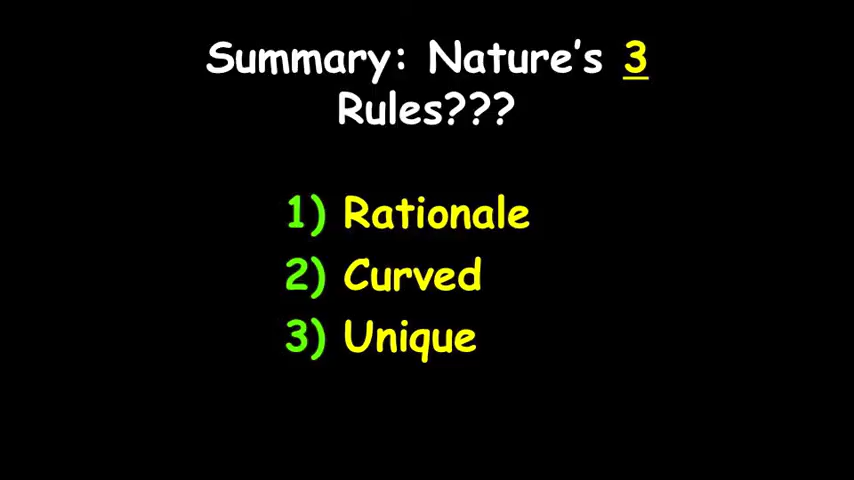 Summary: Nature's 3
Rules???
1) Rationale
2) Curved
3) Unique